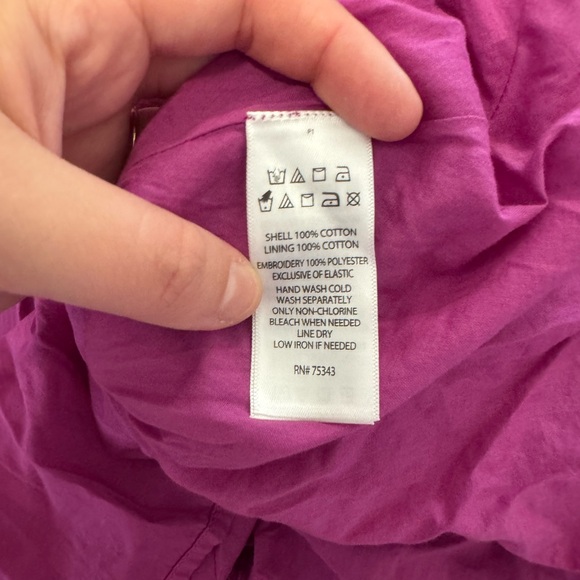 SHELL 100% COTTON
LINING 100% COTTON
EMBROIDERY 100% POLYESTER
EXCLUSIVE OF ELASTIC
HAND WASH COLD
WASH SEPARATELY
ONLY NON-CHLORINE
BLEACH WHEN NEEDED
LINE DRY
LOW IRON IF NEEDED
RN# 75343